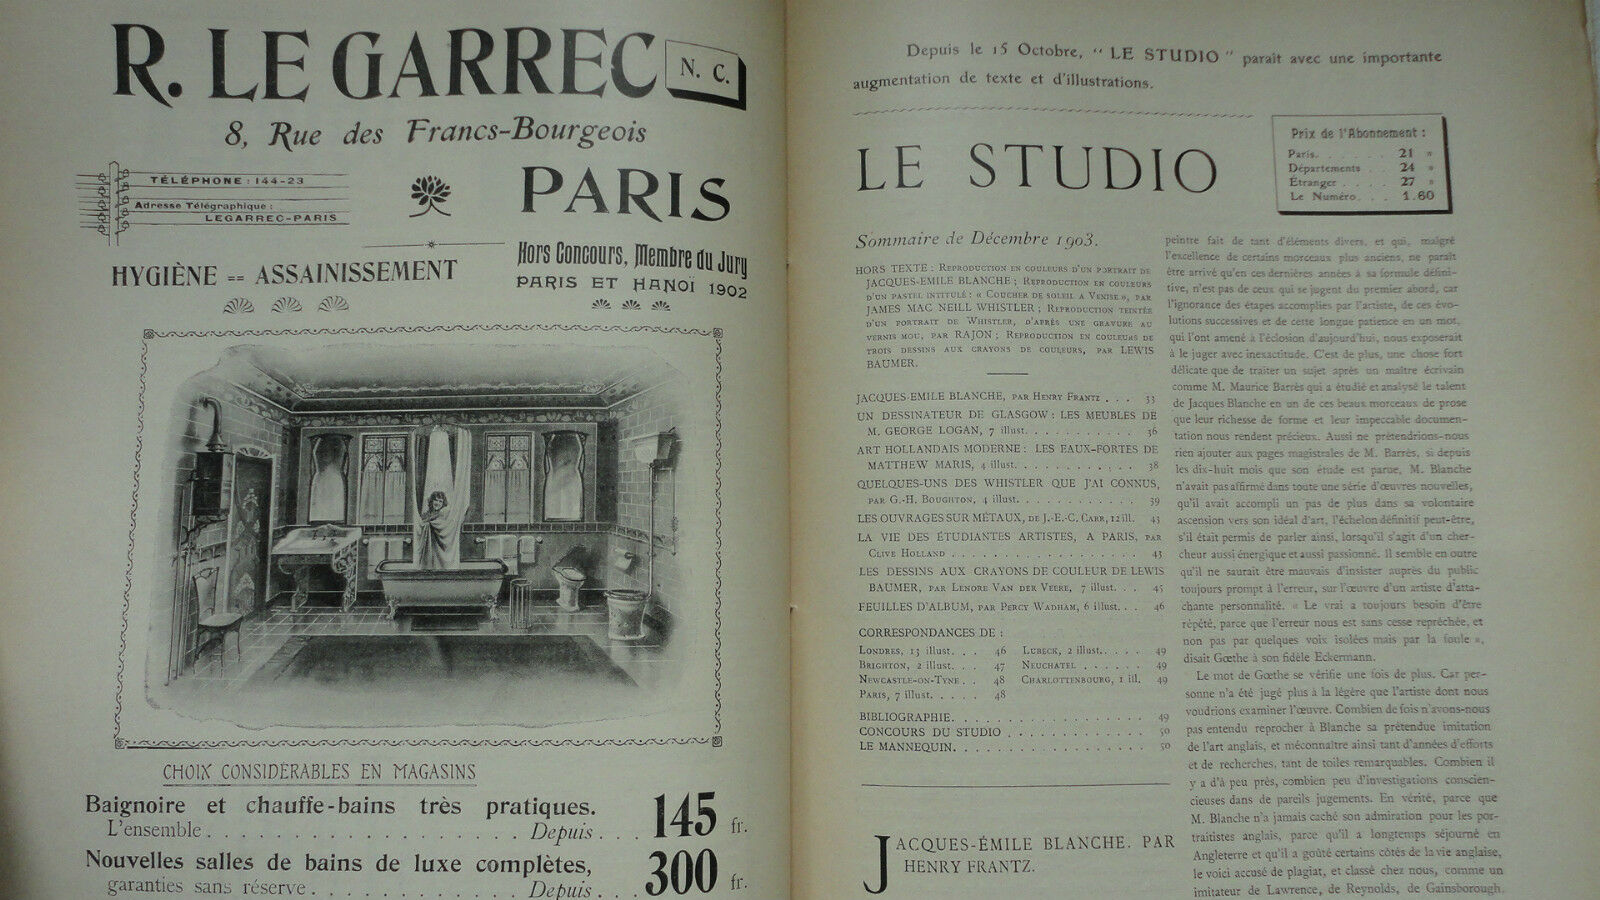 R. LE GARREC
N. C.
8, Rue des Francs-Bourgeois
TÉLÉPHONE : 144-23
Adresse Télégraphique :
LEGARREC-PARIS
PARIS
HYGIÈNE == ASSAINISSEMENT
Hors Concours, Membre du Jury
PARIS ET HANOÏ 1902
CHOIX CONSIDÉRABLES EN MAGASINS
Baignoire et chauffe-bains très pratiques.
L'ensemble. . . . . . . . . . . . . . . . . . Depuis . . . 145 fr.
Nouvelles salles de bains de luxe complètes,
garanties sans réserve . . . . . . . . . . . . Depuis. . . 300 fr.
Depuis le 15 Octobre, “ LE STUDIO ” paraît avec une importante
augmentation de texte et d'illustrations.
LE STUDIO
Prix de l'Abonnement :
Paris. . . . . . 21 »
Départements . . 24 »
Étranger . . . . 27 »
Le Numéro. . . 1.60
Sommaire de Décembre 1903.
HORS TEXTE : REPRODUCTION EN COULEURS D'UN PORTRAIT DE
JACQUES-EMILE BLANCHE ; REPRODUCTION EN COULEURS
D'UN PASTEL INTITULÉ : « COUCHER DE SOLEIL A VENISE », PAR
JAMES MAC NEILL WHISTLER ; REPRODUCTION TEINTÉE
D'UN PORTRAIT DE WHISTLER, D'APRÈS UNE GRAVURE AU
VERNIS MOU, PAR RAJON ; REPRODUCTION EN COULEURS DE
TROIS DESSINS AUX CRAYONS DE COULEURS, PAR LEWIS
BAUMER.
JACQUES-EMILE BLANCHE, PAR HENRY FRANTZ . . . 33
UN DESSINATEUR DE GLASGOW : LES MEUBLES DE
M. GEORGE LOGAN, 7 illust. . . . . . . . . . . 36
ART HOLLANDAIS MODERNE : LES EAUX-FORTES DE
MATTHEW MARIS, 4 illust. . . . . . . . . . . . 38
QUELQUES-UNS DES WHISTLER QUE J'AI CONNUS,
PAR G.-H. BOUGHTON, 4 illust. . . . . . . . . . . . 39
LES OUVRAGES SUR MÉTAUX, DE J.-E.-C. CARR, 12 ill. 43
LA VIE DES ÉTUDIANTES ARTISTES, A PARIS, PAR
CLIVE HOLLAND . . . . . . . . . . . . . . . . . . 43
LES DESSINS AUX CRAYONS DE COULEUR DE LEWIS
BAUMER, PAR LENORE VAN DER VEERE, 7 illust. . . . 45
FEUILLES D'ALBUM, PAR PERCY WADHAM, 6 illust. . . 46
CORRESPONDANCES DE :
LONDRES, 13 illust. . . 46 LUBECK, 2 illust. . . . . 49
BRIGHTON, 2 illust. . . 47 NEUCHATEL . . . . . . 49
NEWCASTLE-ON-TYNE . . 48 CHARLOTTENBOURG, 1 ill. 49
PARIS, 7 illust. . . . . 48
BIBLIOGRAPHIE. . . . . . . . . . . . . . . . . . 49
CONCOURS DU STUDIO . . . . . . . . . . . . . . 50
LE MANNEQUIN. . . . . . . . . . . . . . . . . . 50
JACQUES-ÉMILE BLANCHE. PAR
HENRY FRANTZ.
peintre fait de tant d'éléments divers, et qui, malgré
l'excellence de certains morceaux plus anciens, ne paraît
être arrivé qu'en ces dernières années à sa formule défini-
tive, n'est pas de ceux qui se jugent du premier abord, car
l'ignorance des étapes accomplies par l'artiste, de ces évo-
lutions successives et de cette longue patience en un mot,
qui l'ont amené à l'éclosion d'aujourd'hui, nous exposerait
à le juger avec inexactitude. C'est de plus, une chose fort
délicate que de traiter un sujet après un maître écrivain
comme M. Maurice Barrès qui a étudié et analysé le talent
de Jacques Blanche en un de ces beaux morceaux de prose
que leur richesse de forme et leur impeccable documen-
tation nous rendent précieux. Aussi ne prétendrions-nous
rien ajouter aux pages magistrales de M. Barrès, si depuis
les dix-huit mois que son étude est parue, M. Blanche
n'avait pas affirmé dans toute une série d'œuvres nouvelles,
qu'il avait accompli un pas de plus dans sa volontaire
ascension vers son idéal d'art, l'échelon définitif peut-être,
s'il était permis de parler ainsi, lorsqu'il s'agit d'un cher-
cheur aussi énergique et aussi passionné. Il semble en outre
qu'il ne saurait être mauvais d'insister auprès du public
toujours prompt à l'erreur, sur l'œuvre d'un artiste d'atta-
chante personnalité. « Le vrai a toujours besoin d'être
répété, parce que l'erreur nous est sans cesse reprêchée, et
non pas par quelques voix isolées mais par la foule »,
disait Gœthe à son fidèle Eckermann.
Le mot de Gœthe se vérifie une fois de plus. Car per-
sonne n'a été jugé plus à la légère que l'artiste dont nous
voudrions examiner l'œuvre. Combien de fois n'avons-nous
pas entendu reprocher à Blanche sa prétendue imitation
de l'art anglais, et méconnaître ainsi tant d'années d'efforts
et de recherches, tant de toiles remarquables. Combien il
y a d'à peu près, combien peu d'investigations conscien-
cieuses dans de pareils jugements. En vérité, parce que
M. Blanche n'a jamais caché son admiration pour les por-
traitistes anglais, parce qu'il a longtemps séjourné en
Angleterre et qu'il a goûté certains côtés de la vie anglaise,
le voici accusé de plagiat, et classé chez nous, comme un
imitateur de Lawrence, de Reynolds, de Gainsborough.